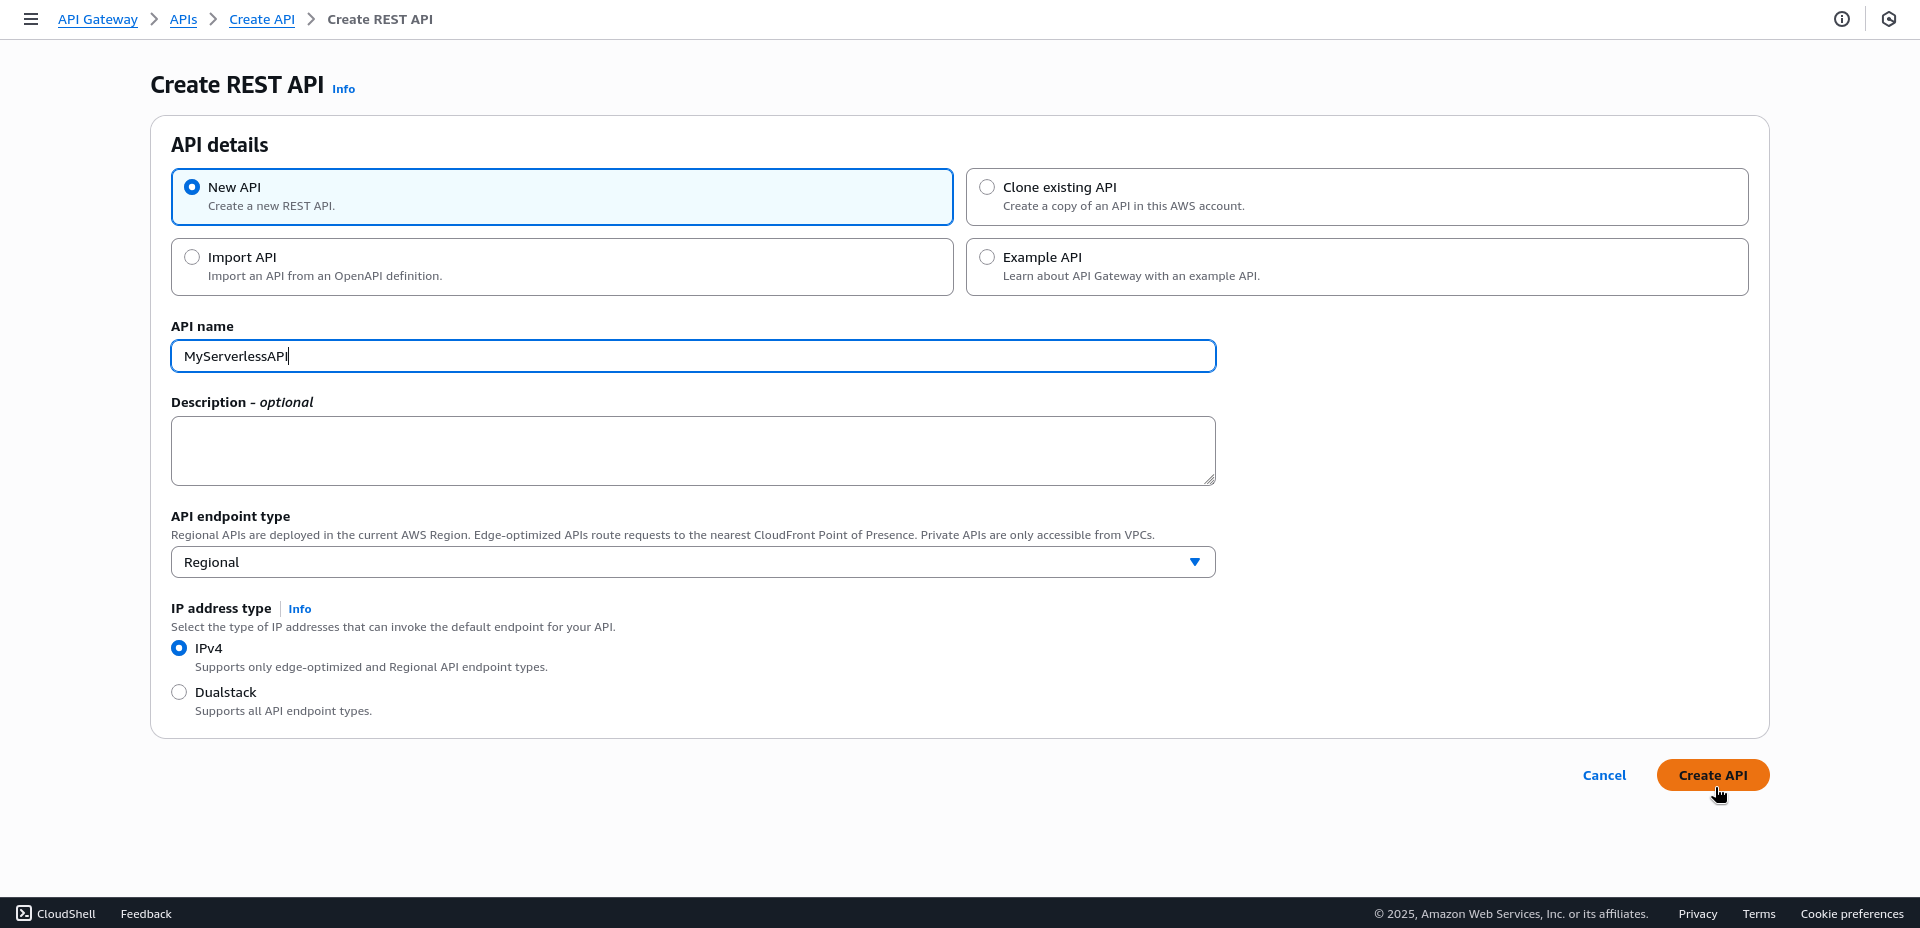 API Gateway > APIs > Create API > Create REST API
Create REST API Info
API details
New API
Create a new REST API.
Clone existing API
Create a copy of an API in this AWS account.
Import API
Import an API from an OpenAPI definition.
Example API
Learn about API Gateway with an example API.
API name
MyServerlessAPI
Description - optional
API endpoint type
Regional APIs are deployed in the current AWS Region. Edge-optimized APIs route requests to the nearest CloudFront Point of Presence. Private APIs are only accessible from VPCs.
Regional
IP address type Info
Select the type of IP addresses that can invoke the default endpoint for your API.
IPv4
Supports only edge-optimized and Regional API endpoint types.
Dualstack
Supports all API endpoint types.
Cancel Create API
CloudShell Feedback © 2025, Amazon Web Services, Inc. or its affiliates. Privacy Terms Cookie preferences